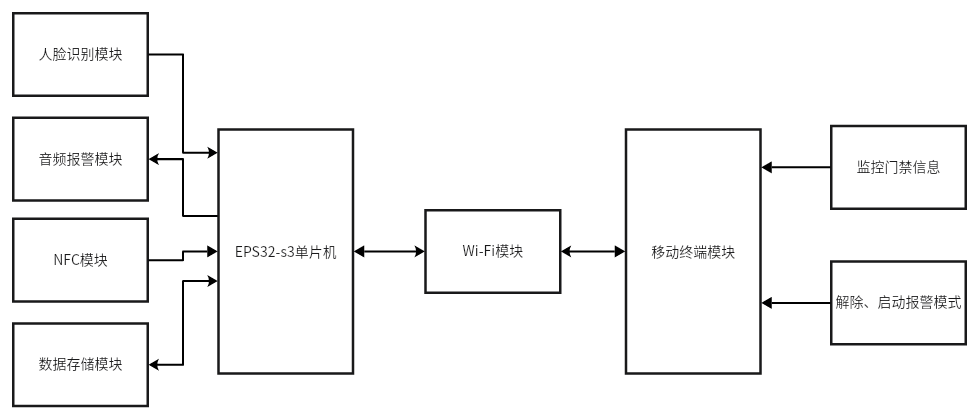 人脸识别模块
音频报警模块
NFC模块
数据存储模块
EPS32-s3单片机
Wi-Fi模块
移动终端模块
监控门禁信息
解除、启动报警模式